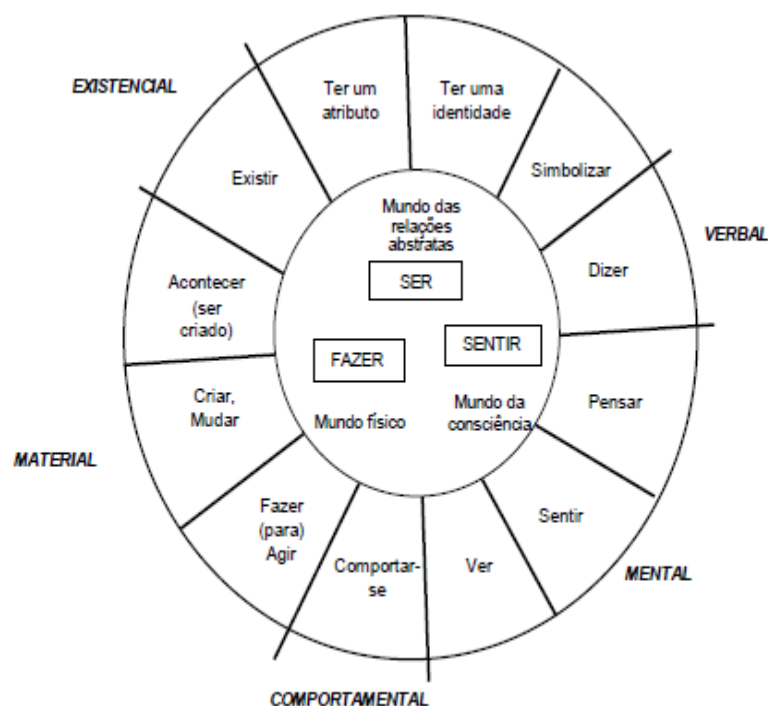 EXISTENCIAL
Ter um
atributo
Ter uma
identidade
Existir
Simbolizar
Mundo das
relações
abstratas
VERBAL
SER
Dizer
Acontecer
(ser
criado)
FAZER
SENTIR
Criar,
Mudar
Mundo físico
Mundo da
consciência
Pensar
MATERIAL
Fazer
(para)
Agir
Sentir
Comportar-
se
Ver
MENTAL
COMPORTAMENTAL